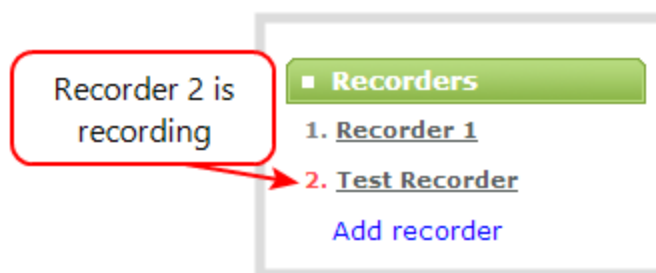 Recorder 2 is
recording
Recorders
1. Recorder 1
2. Test Recorder
Add recorder